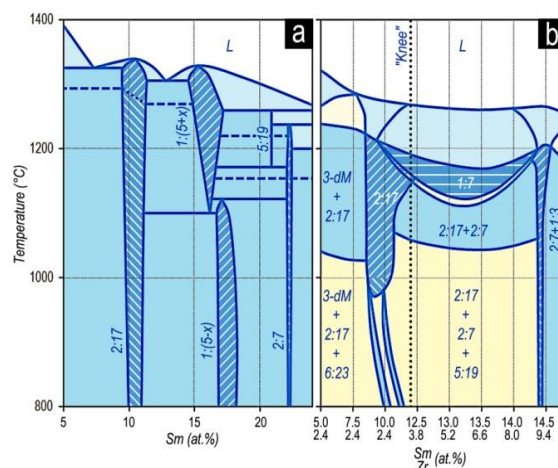 1400
1200
1000
800
Temperature (°C)
a
L
2:17
1:(5+x)
5:19
1:(5-x)
2:7
5
10
15
20
Sm (at.%)
b
"Knee"
L
3-dM
+
2:17
2:17
1:7
2:17+2:7
2:7+1:3
3-dM
+
2:17
+
6:23
2:17
+
2:7
+
5:19
5.0 7.5 10.0 12.5 13.0 13.5 14.0 14.5
2.4 2.4 2.4 3.8 5.2 6.6 8.0 9.4
Sm
Zr (at.%)